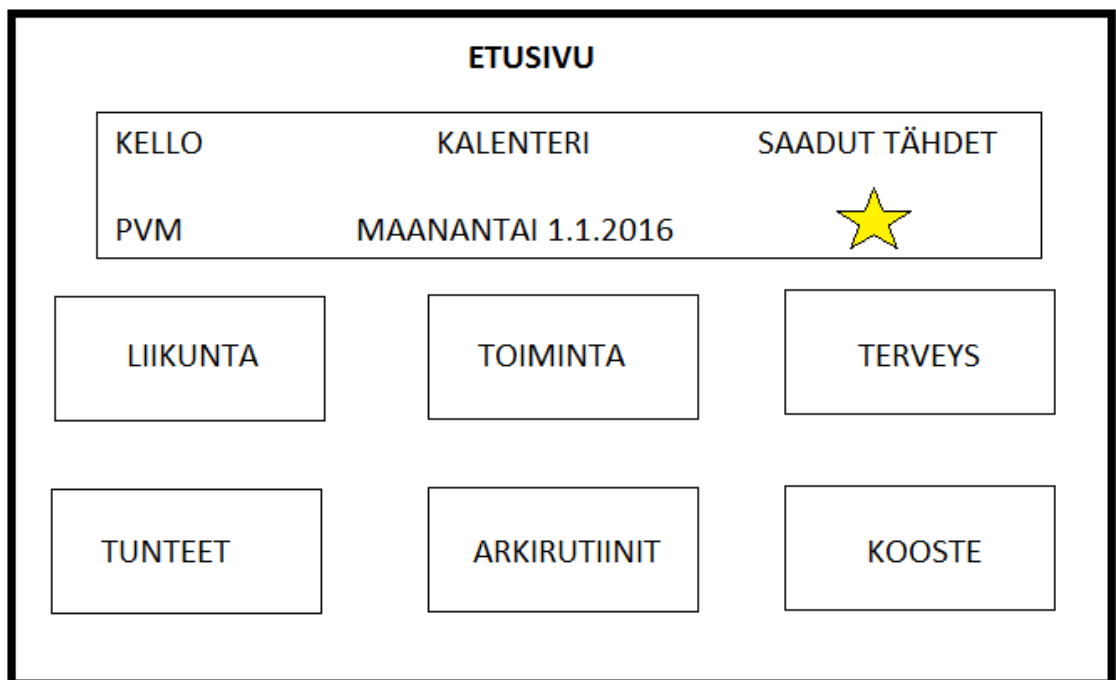 ETUSIVU
KELLO KALENTERI SAADUT TÄHDET
PVM MAANANTAI 1.1.2016
LIIKUNTA TOIMINTA TERVEYS
TUNTEET ARKIRUTIINIT KOOSTE